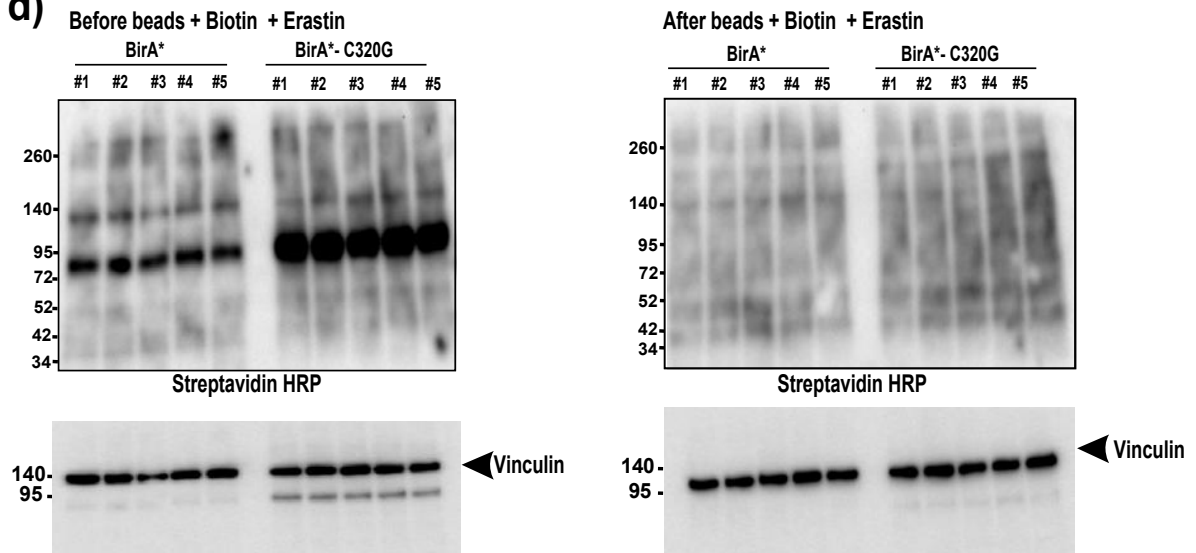 d)
Before beads + Biotin + Erastin
BirA*
BirA*- C320G
#1 #2 #3 #4 #5
#1 #2 #3 #4 #5
260
140
95
72
52
42
34
Streptavidin HRP
140
95
Vinculin
After beads + Biotin + Erastin
BirA*
BirA*- C320G
#1 #2 #3 #4 #5
#1 #2 #3 #4 #5
260
140
95
72
52
42
34
Streptavidin HRP
140
95
Vinculin